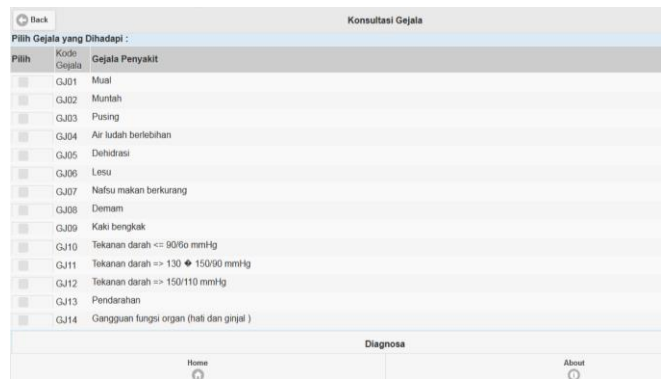 Back
Konsultasi Gejala
Pilih Gejala yang Dihadapi :
Pilih Kode Gejala Gejala Penyakit
GJ01 Mual
GJ02 Muntah
GJ03 Pusing
GJ04 Air ludah berlebihan
GJ05 Dehidrasi
GJ06 Lesu
GJ07 Nafsu makan berkurang
GJ08 Demam
GJ09 Kaki bengkak
GJ10 Tekanan darah <= 90/6o mmHg
GJ11 Tekanan darah => 130 � 150/90 mmHg
GJ12 Tekanan darah => 150/110 mmHg
GJ13 Pendarahan
GJ14 Gangguan fungsi organ (hati dan ginjal )
Diagnosa
Home About